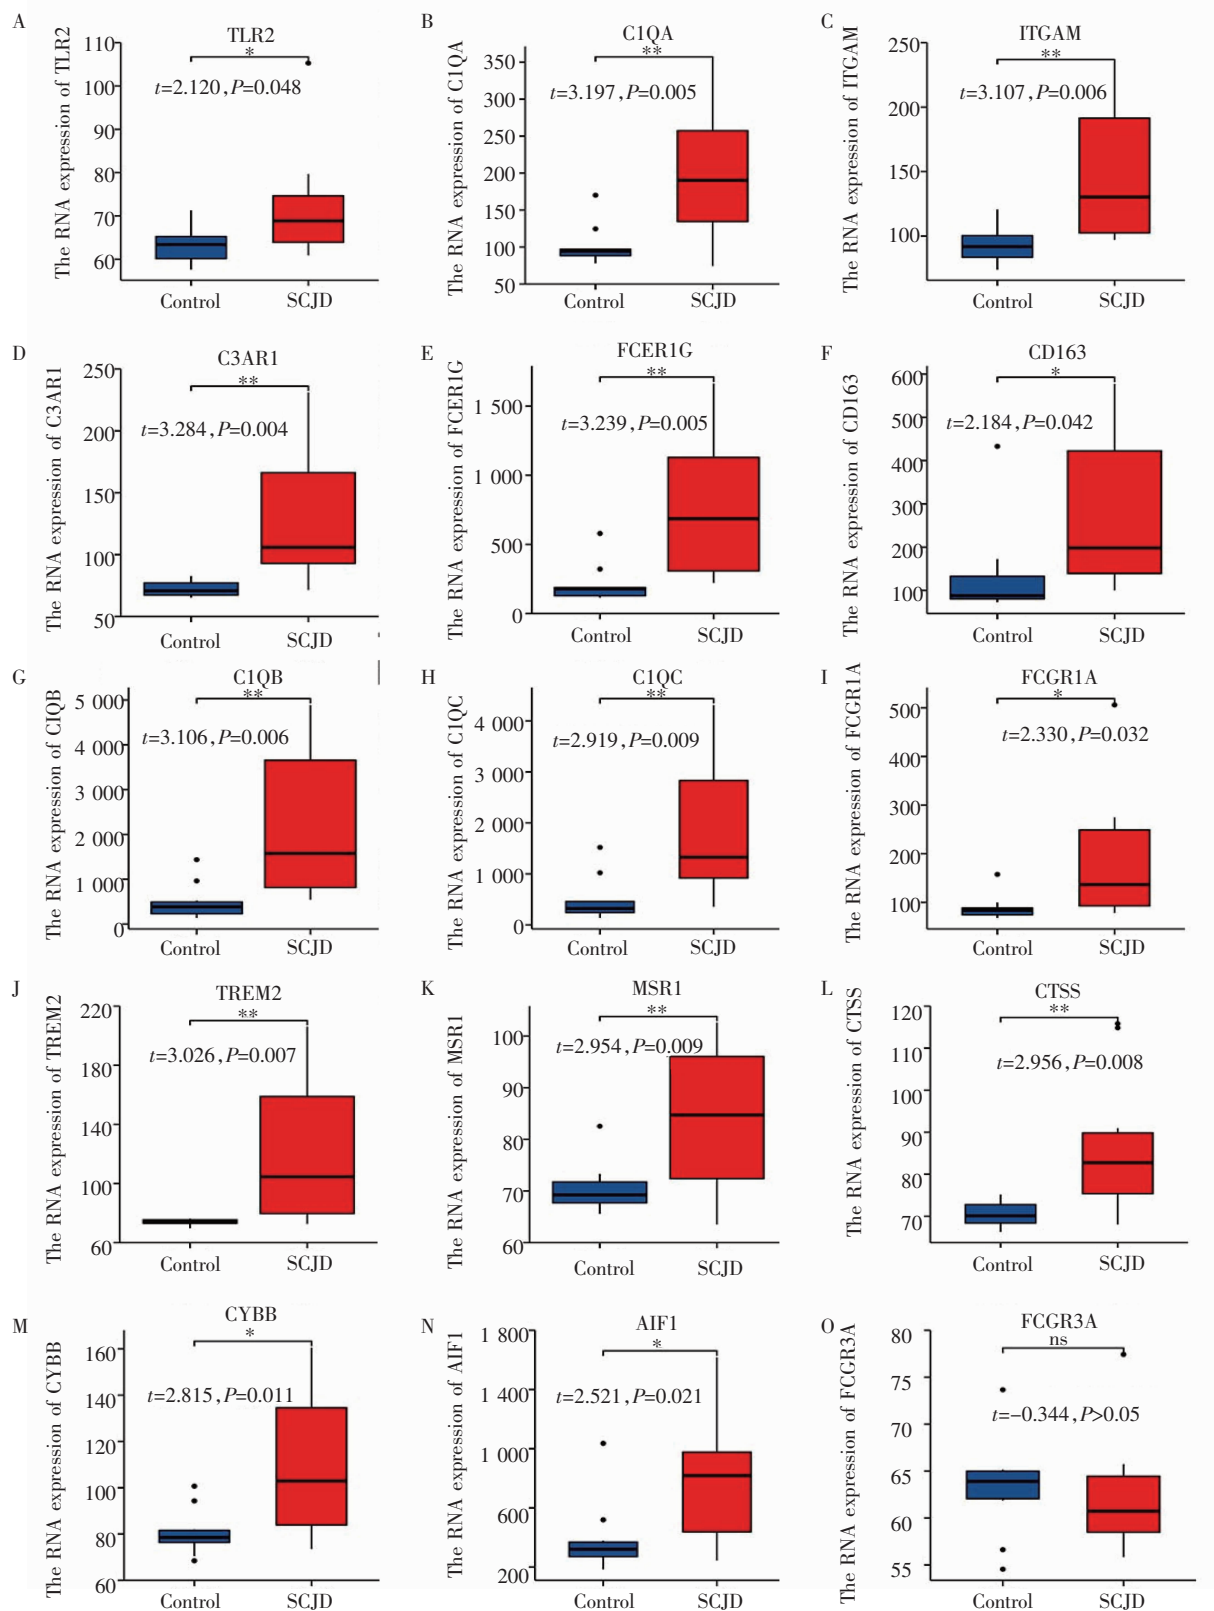 A
TLR2
The RNA expression of TLR2
110
100
90
80
70
60
*
t=2.120,P=0.048
Control
SCJD
B
C1QA
The RNA expression of C1QA
350
300
250
200
150
100
50
**
t=3.197,P=0.005
Control
SCJD
C
ITGAM
The RNA expression of ITGAM
250
200
150
100
**
t=3.107,P=0.006
Control
SCJD
D
C3AR1
The RNA expression of C3AR1
250
200
150
100
50
**
t=3.284,P=0.004
Control
SCJD
E
FCER1G
The RNA expression of FCER1G
1 500
1 000
500
0
**
t=3.239,P=0.005
Control
SCJD
F
CD163
The RNA expression of CD163
600
500
400
300
200
100
*
t=2.184,P=0.042
Control
SCJD
G
C1QB
The RNA expression of CIQB
5 000
4 000
3 000
2 000
1 000
0
**
t=3.106,P=0.006
Control
SCJD
H
C1QC
The RNA expression of C1QC
4 000
3 000
2 000
1 000
0
**
t=2.919,P=0.009
Control
SCJD
I
FCGR1A
The RNA expression of FCGR1A
500
400
300
200
100
*
t=2.330,P=0.032
Control
SCJD
J
TREM2
The RNA expression of TREM2
220
180
140
100
60
**
t=3.026,P=0.007
Control
SCJD
K
MSR1
The RNA expression of MSR1
100
90
80
70
60
**
t=2.954,P=0.009
Control
SCJD
L
CTSS
The RNA expression of CTSS
120
110
100
90
80
70
**
t=2.956,P=0.008
Control
SCJD
M
CYBB
The RNA expression of CYBB
160
140
120
100
80
60
*
t=2.815,P=0.011
Control
SCJD
N
AIF1
The RNA expression of AIF1
1 800
1 400
1 000
600
200
*
t=2.521,P=0.021
Control
SCJD
O
FCGR3A
The RNA expression of FCGR3A
80
75
70
65
60
55
ns
t=−0.344,P>0.05
Control
SCJD